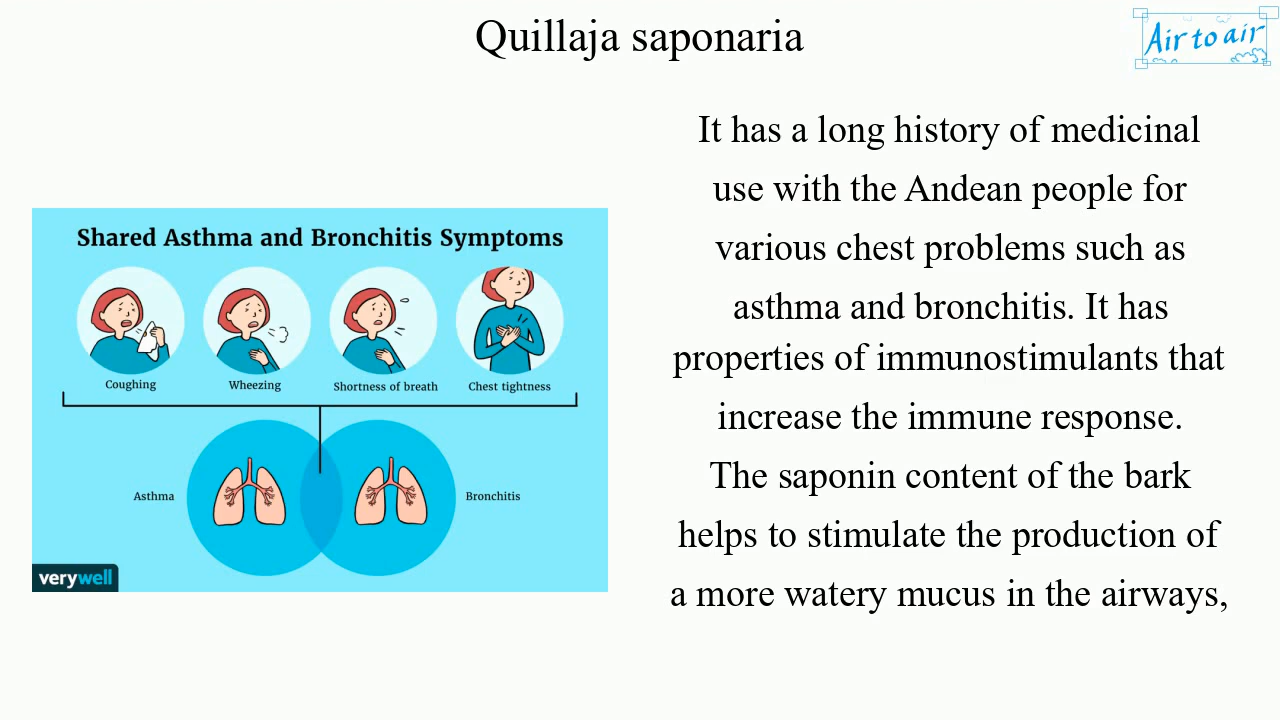 Quillaja saponaria
Air to air
Shared Asthma and Bronchitis Symptoms
Coughing
Wheezing
Shortness of breath
Chest tightness
Asthma
Bronchitis
verywell
It has a long history of medicinal
use with the Andean people for
various chest problems such as
asthma and bronchitis. It has
properties of immunostimulants that
increase the immune response.
The saponin content of the bark
helps to stimulate the production of
a more watery mucus in the airways,